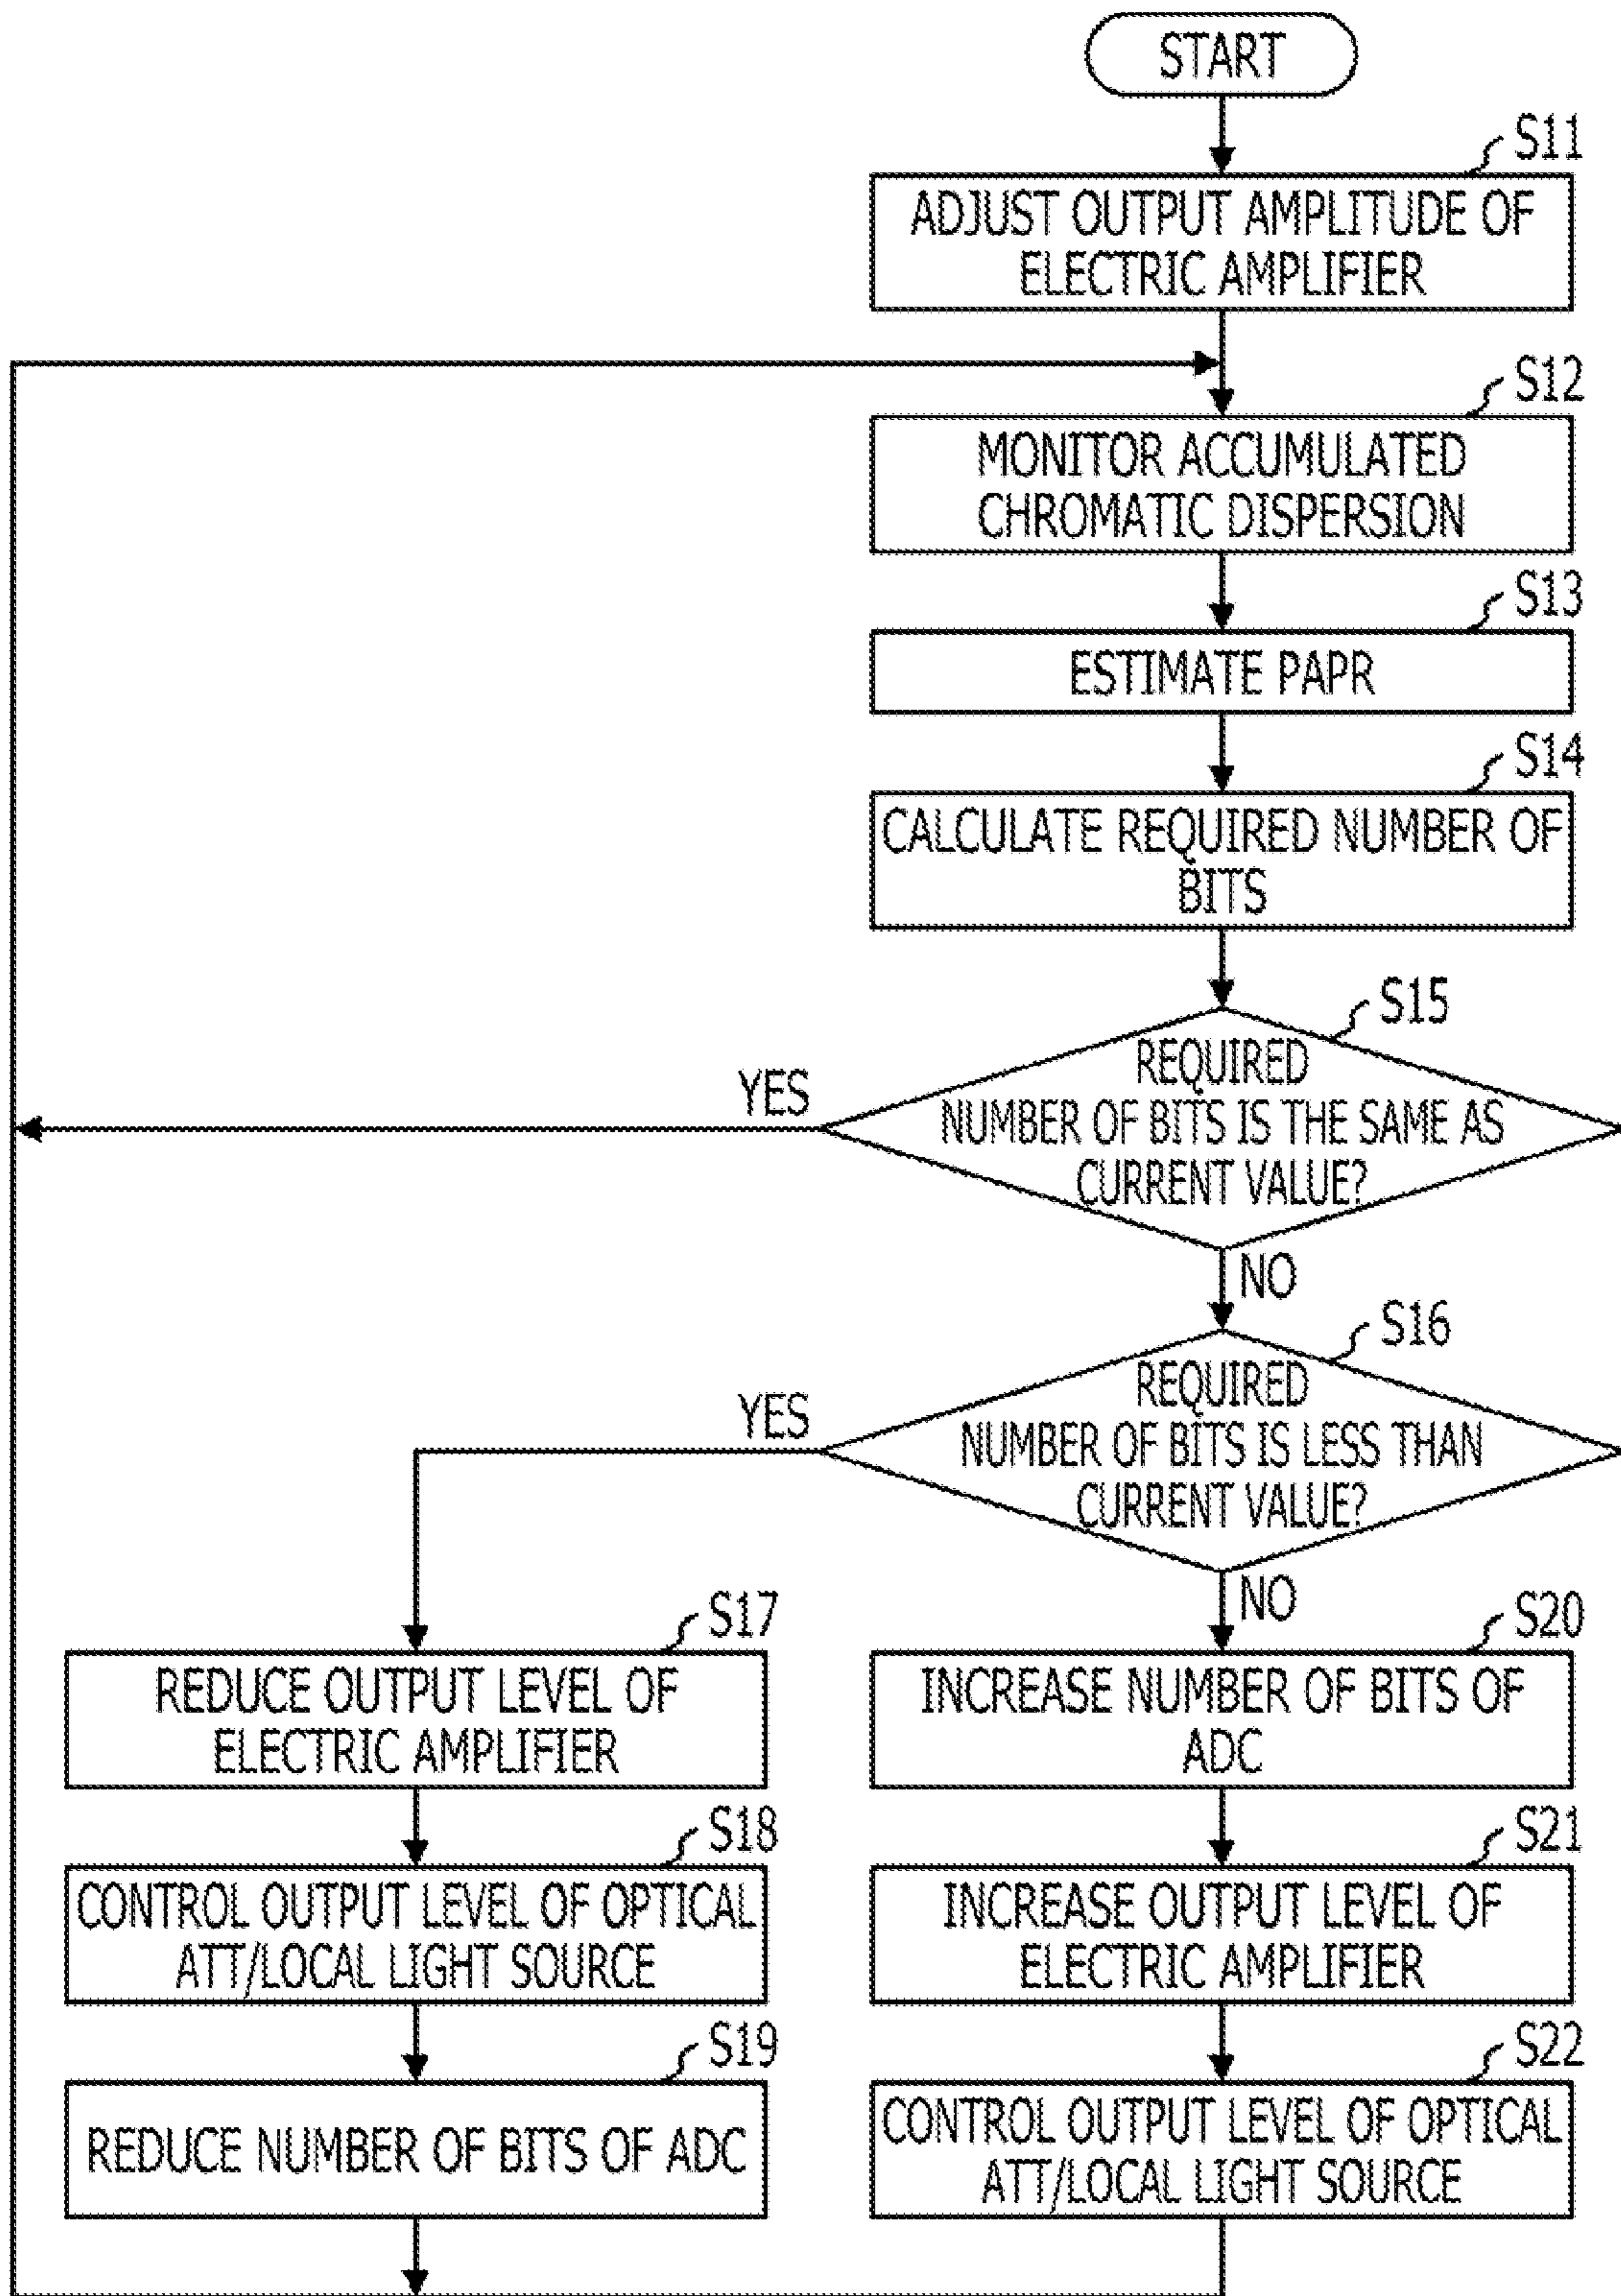 START
S11
ADJUST OUTPUT AMPLITUDE OF
ELECTRIC AMPLIFIER
S12
MONITOR ACCUMULATED
CHROMATIC DISPERSION
S13
ESTIMATE PAPR
S14
CALCULATE REQUIRED NUMBER OF
BITS
S15
REQUIRED
NUMBER OF BITS IS THE SAME AS
CURRENT VALUE?
YES
NO
S16
REQUIRED
NUMBER OF BITS IS LESS THAN
CURRENT VALUE?
YES
NO
S17
REDUCE OUTPUT LEVEL OF
ELECTRIC AMPLIFIER
S18
CONTROL OUTPUT LEVEL OF OPTICAL
ATT/LOCAL LIGHT SOURCE
S19
REDUCE NUMBER OF BITS OF ADC
S20
INCREASE NUMBER OF BITS OF
ADC
S21
INCREASE OUTPUT LEVEL OF
ELECTRIC AMPLIFIER
S22
CONTROL OUTPUT LEVEL OF OPTICAL
ATT/LOCAL LIGHT SOURCE